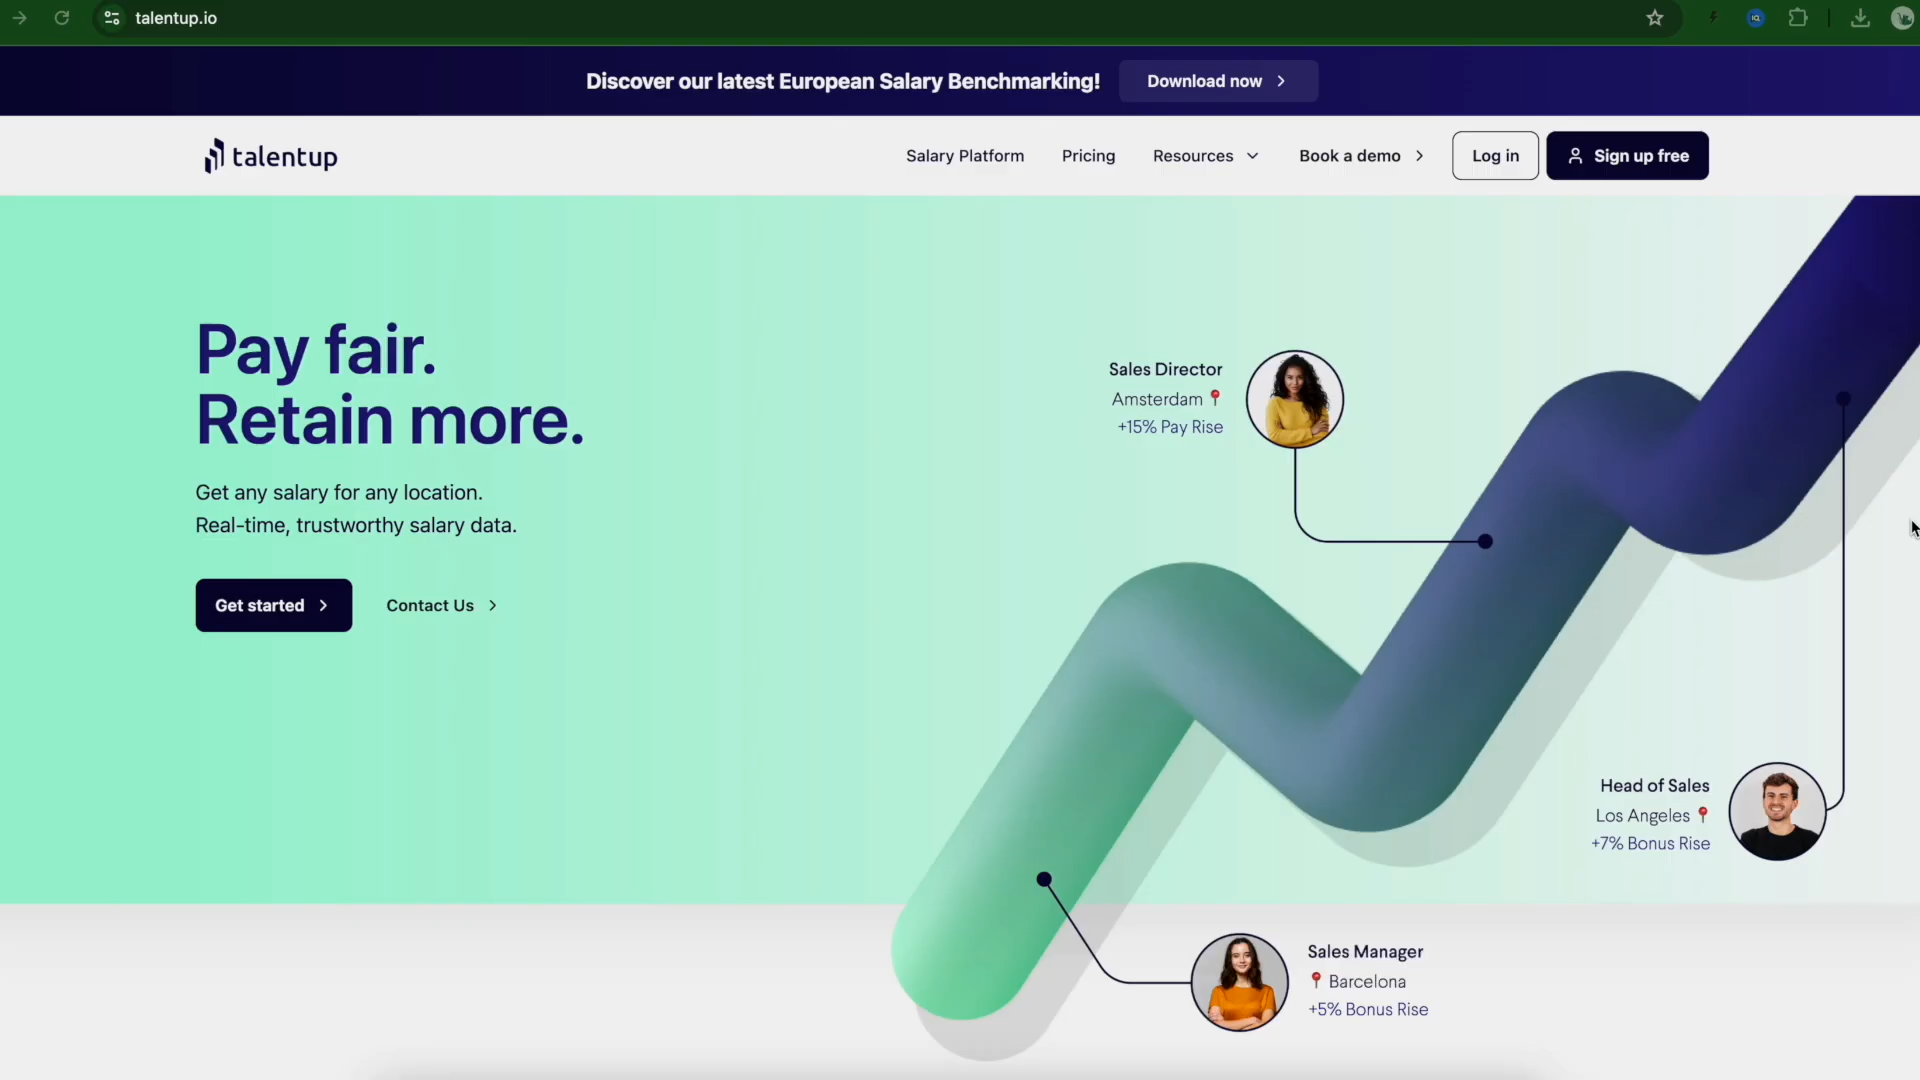 talentup.io
Discover our latest European Salary Benchmarking!
Download now
talentup
Salary Platform
Pricing
Resources
Book a demo
Log in
Sign up free
Pay fair.
Retain more.
Get any salary for any location.
Real-time, trustworthy salary data.
Get started
Contact Us
Sales Director
Amsterdam
+15% Pay Rise
Head of Sales
Los Angeles
+7% Bonus Rise
Sales Manager
Barcelona
+5% Bonus Rise